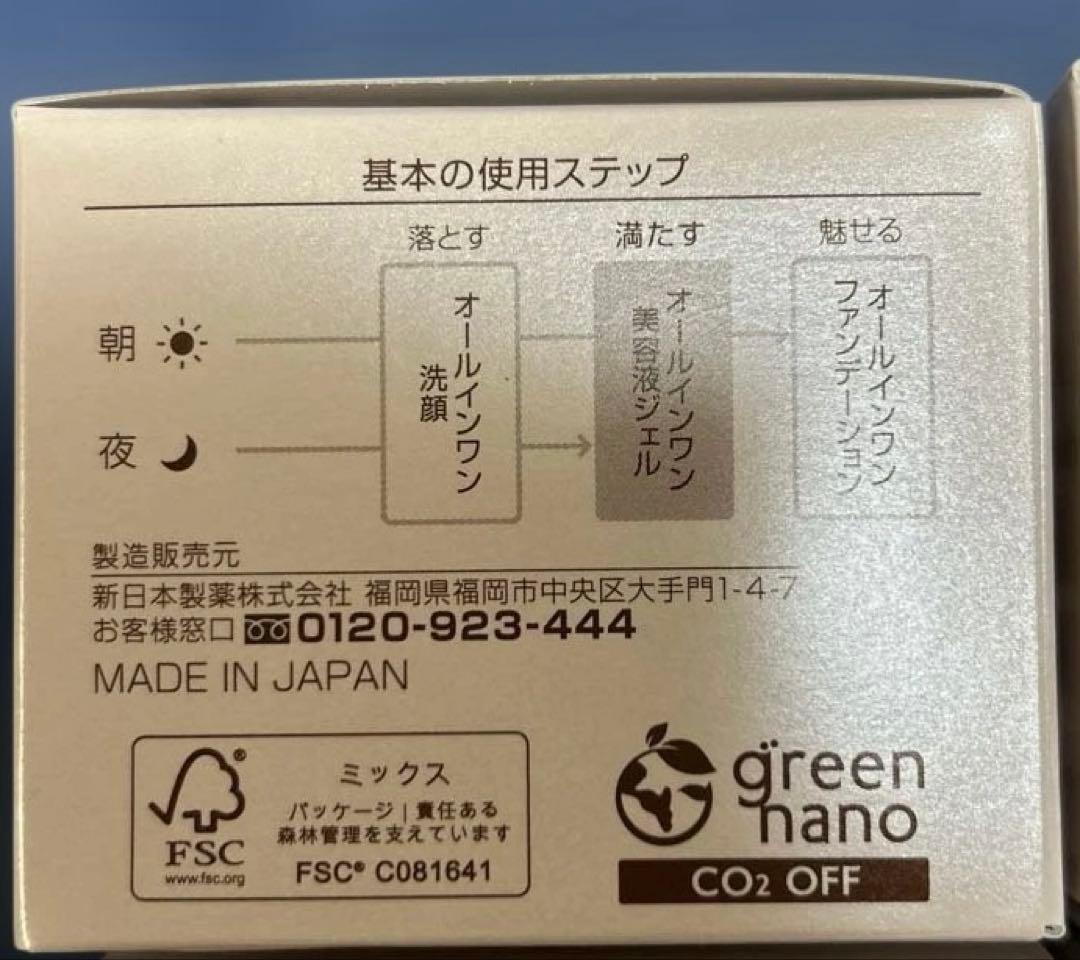 基本の使用ステップ
落とす
満たす
魅せる
朝
夜
オールインワン
洗顔
オールインワン
美容液ジェル
オールインワン
ファンデーション
製造販売元
新日本製薬株式会社 福岡県福岡市中央区大手門1-4-7
お客様窓口 0120-923-444
MADE IN JAPAN
FSC®
www.fsc.org
ミックス
パッケージ | 責任ある
森林管理を支えています
FSC® C081641
green
nano
CO2 OFF